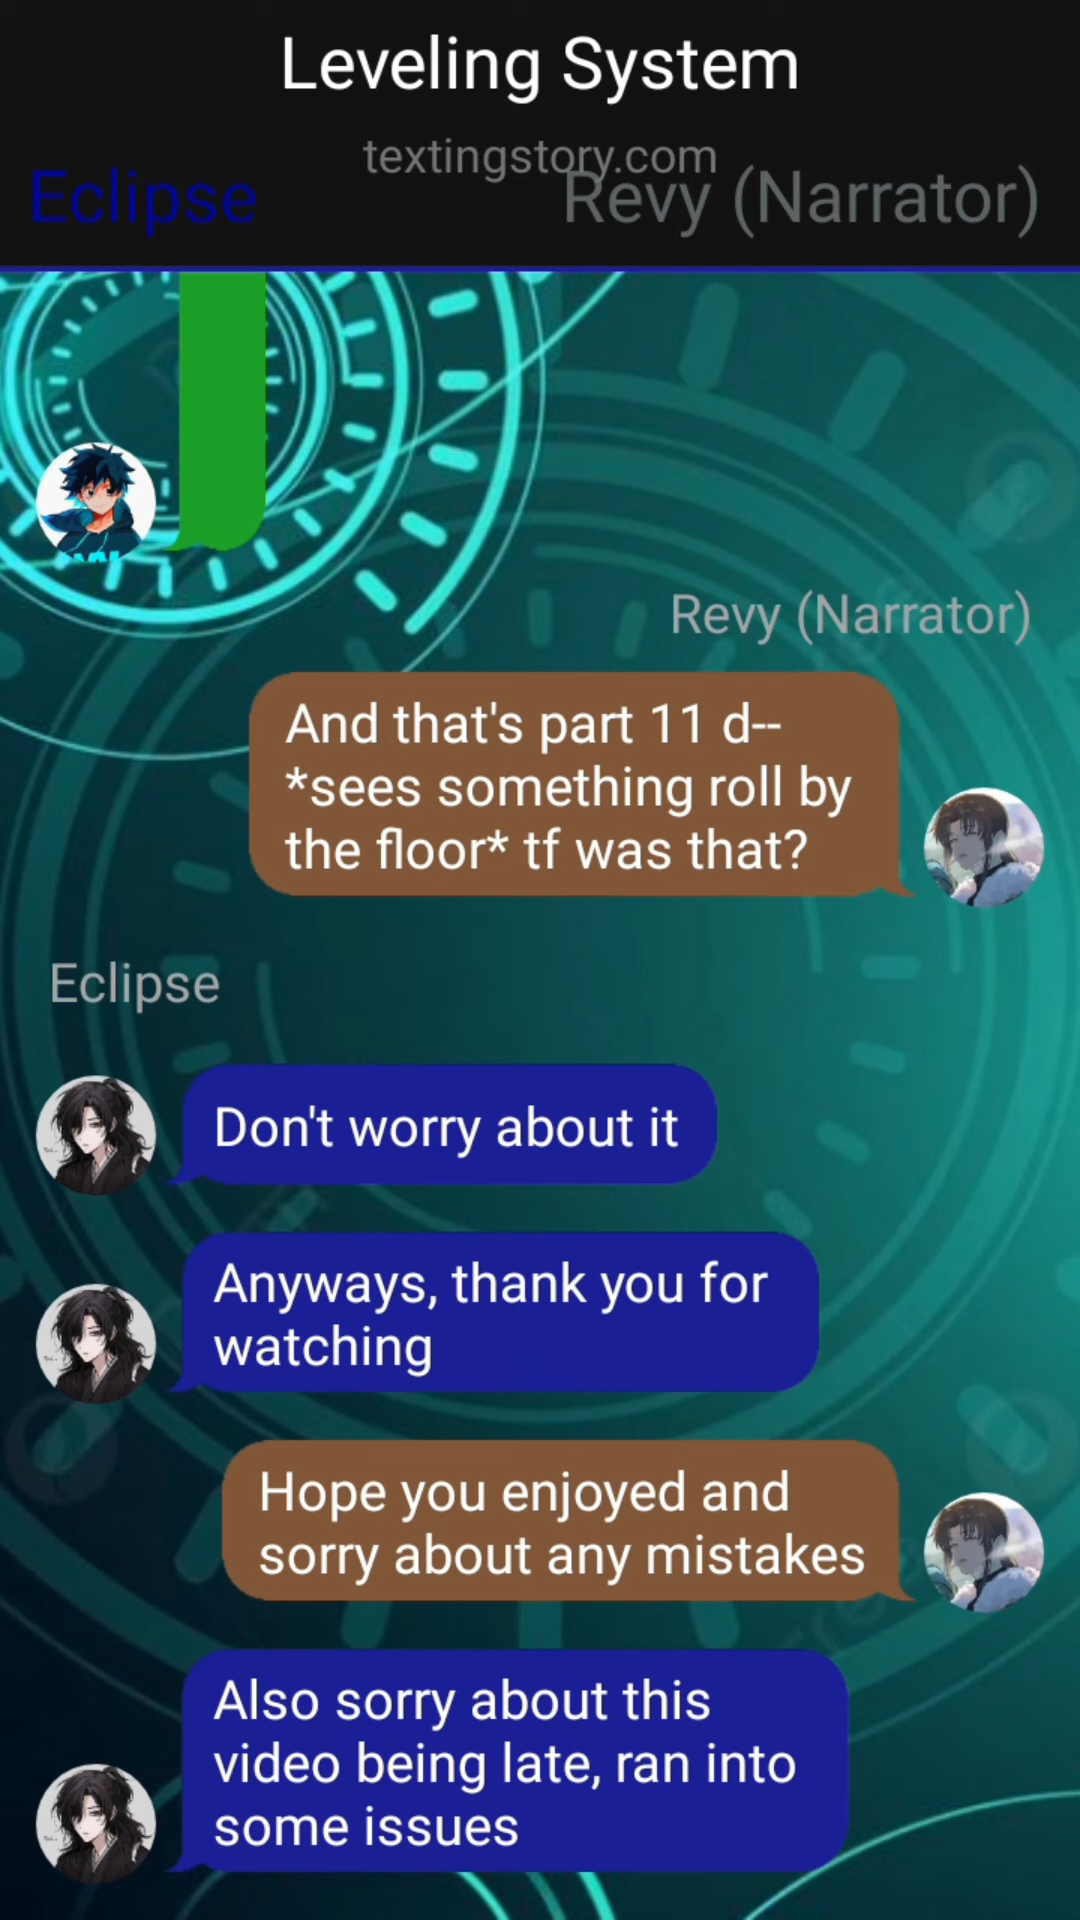 Leveling System
textingstory.com
Eclipse
Revy (Narrator)
Revy (Narrator)
And that's part 11 d--
*sees something roll by
the floor* tf was that?
Eclipse
Don't worry about it
Anyways, thank you for
watching
Hope you enjoyed and
sorry about any mistakes
Also sorry about this
video being late, ran into
some issues